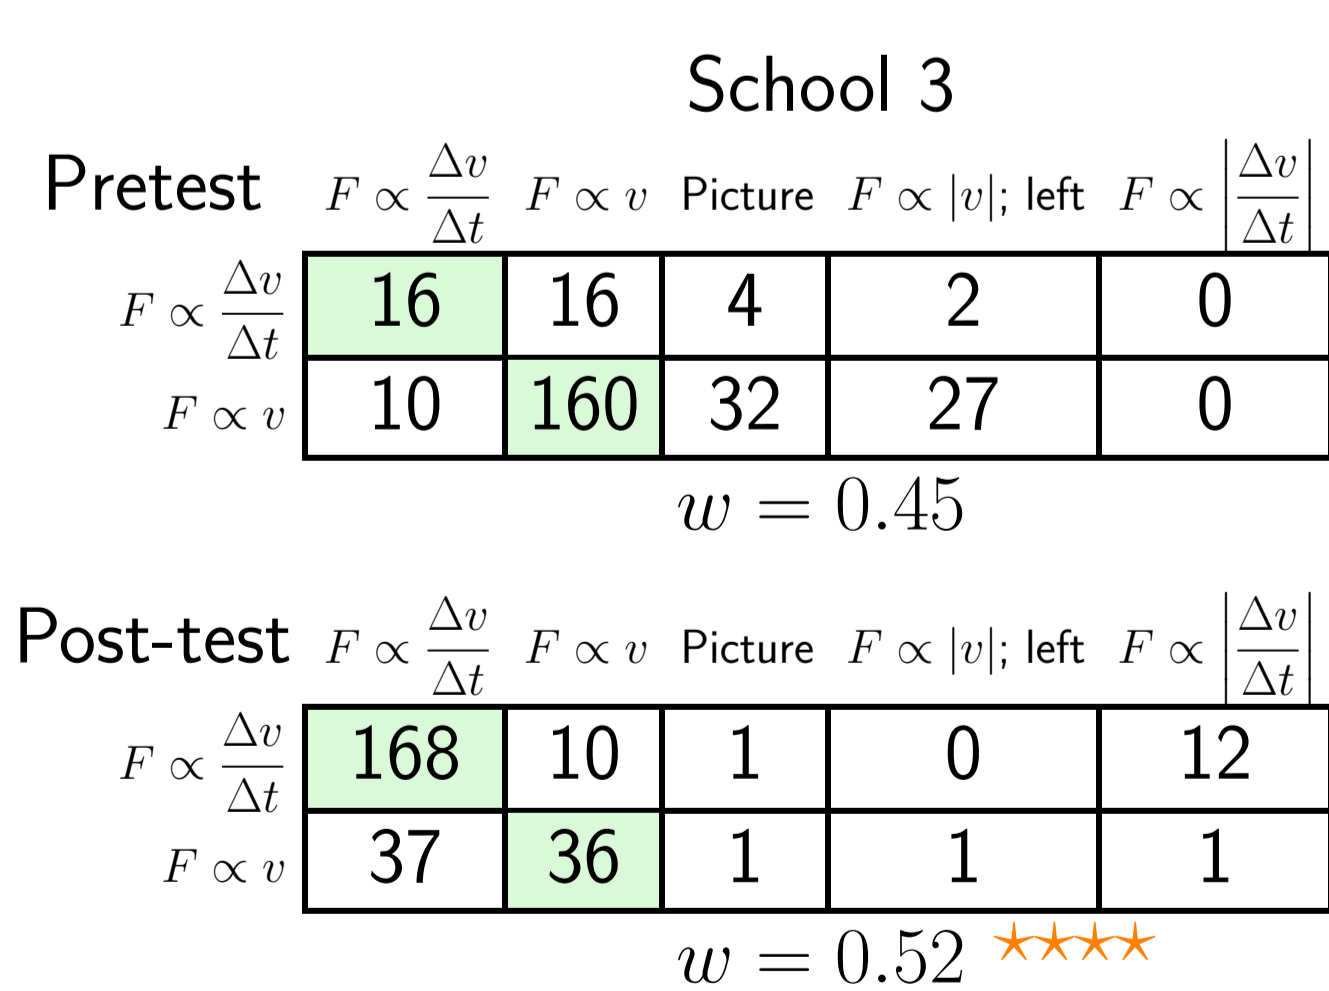 School 3
Pretest F ∝ Δv/Δt F ∝ v Picture F ∝ |v|; left F ∝ |Δv/Δt|
F ∝ Δv/Δt 16 16 4 2 0
F ∝ v 10 160 32 27 0
w = 0.45
Post-test F ∝ Δv/Δt F ∝ v Picture F ∝ |v|; left F ∝ |Δv/Δt|
F ∝ Δv/Δt 168 10 1 0 12
F ∝ v 37 36 1 1 1
w = 0.52 ★★★★